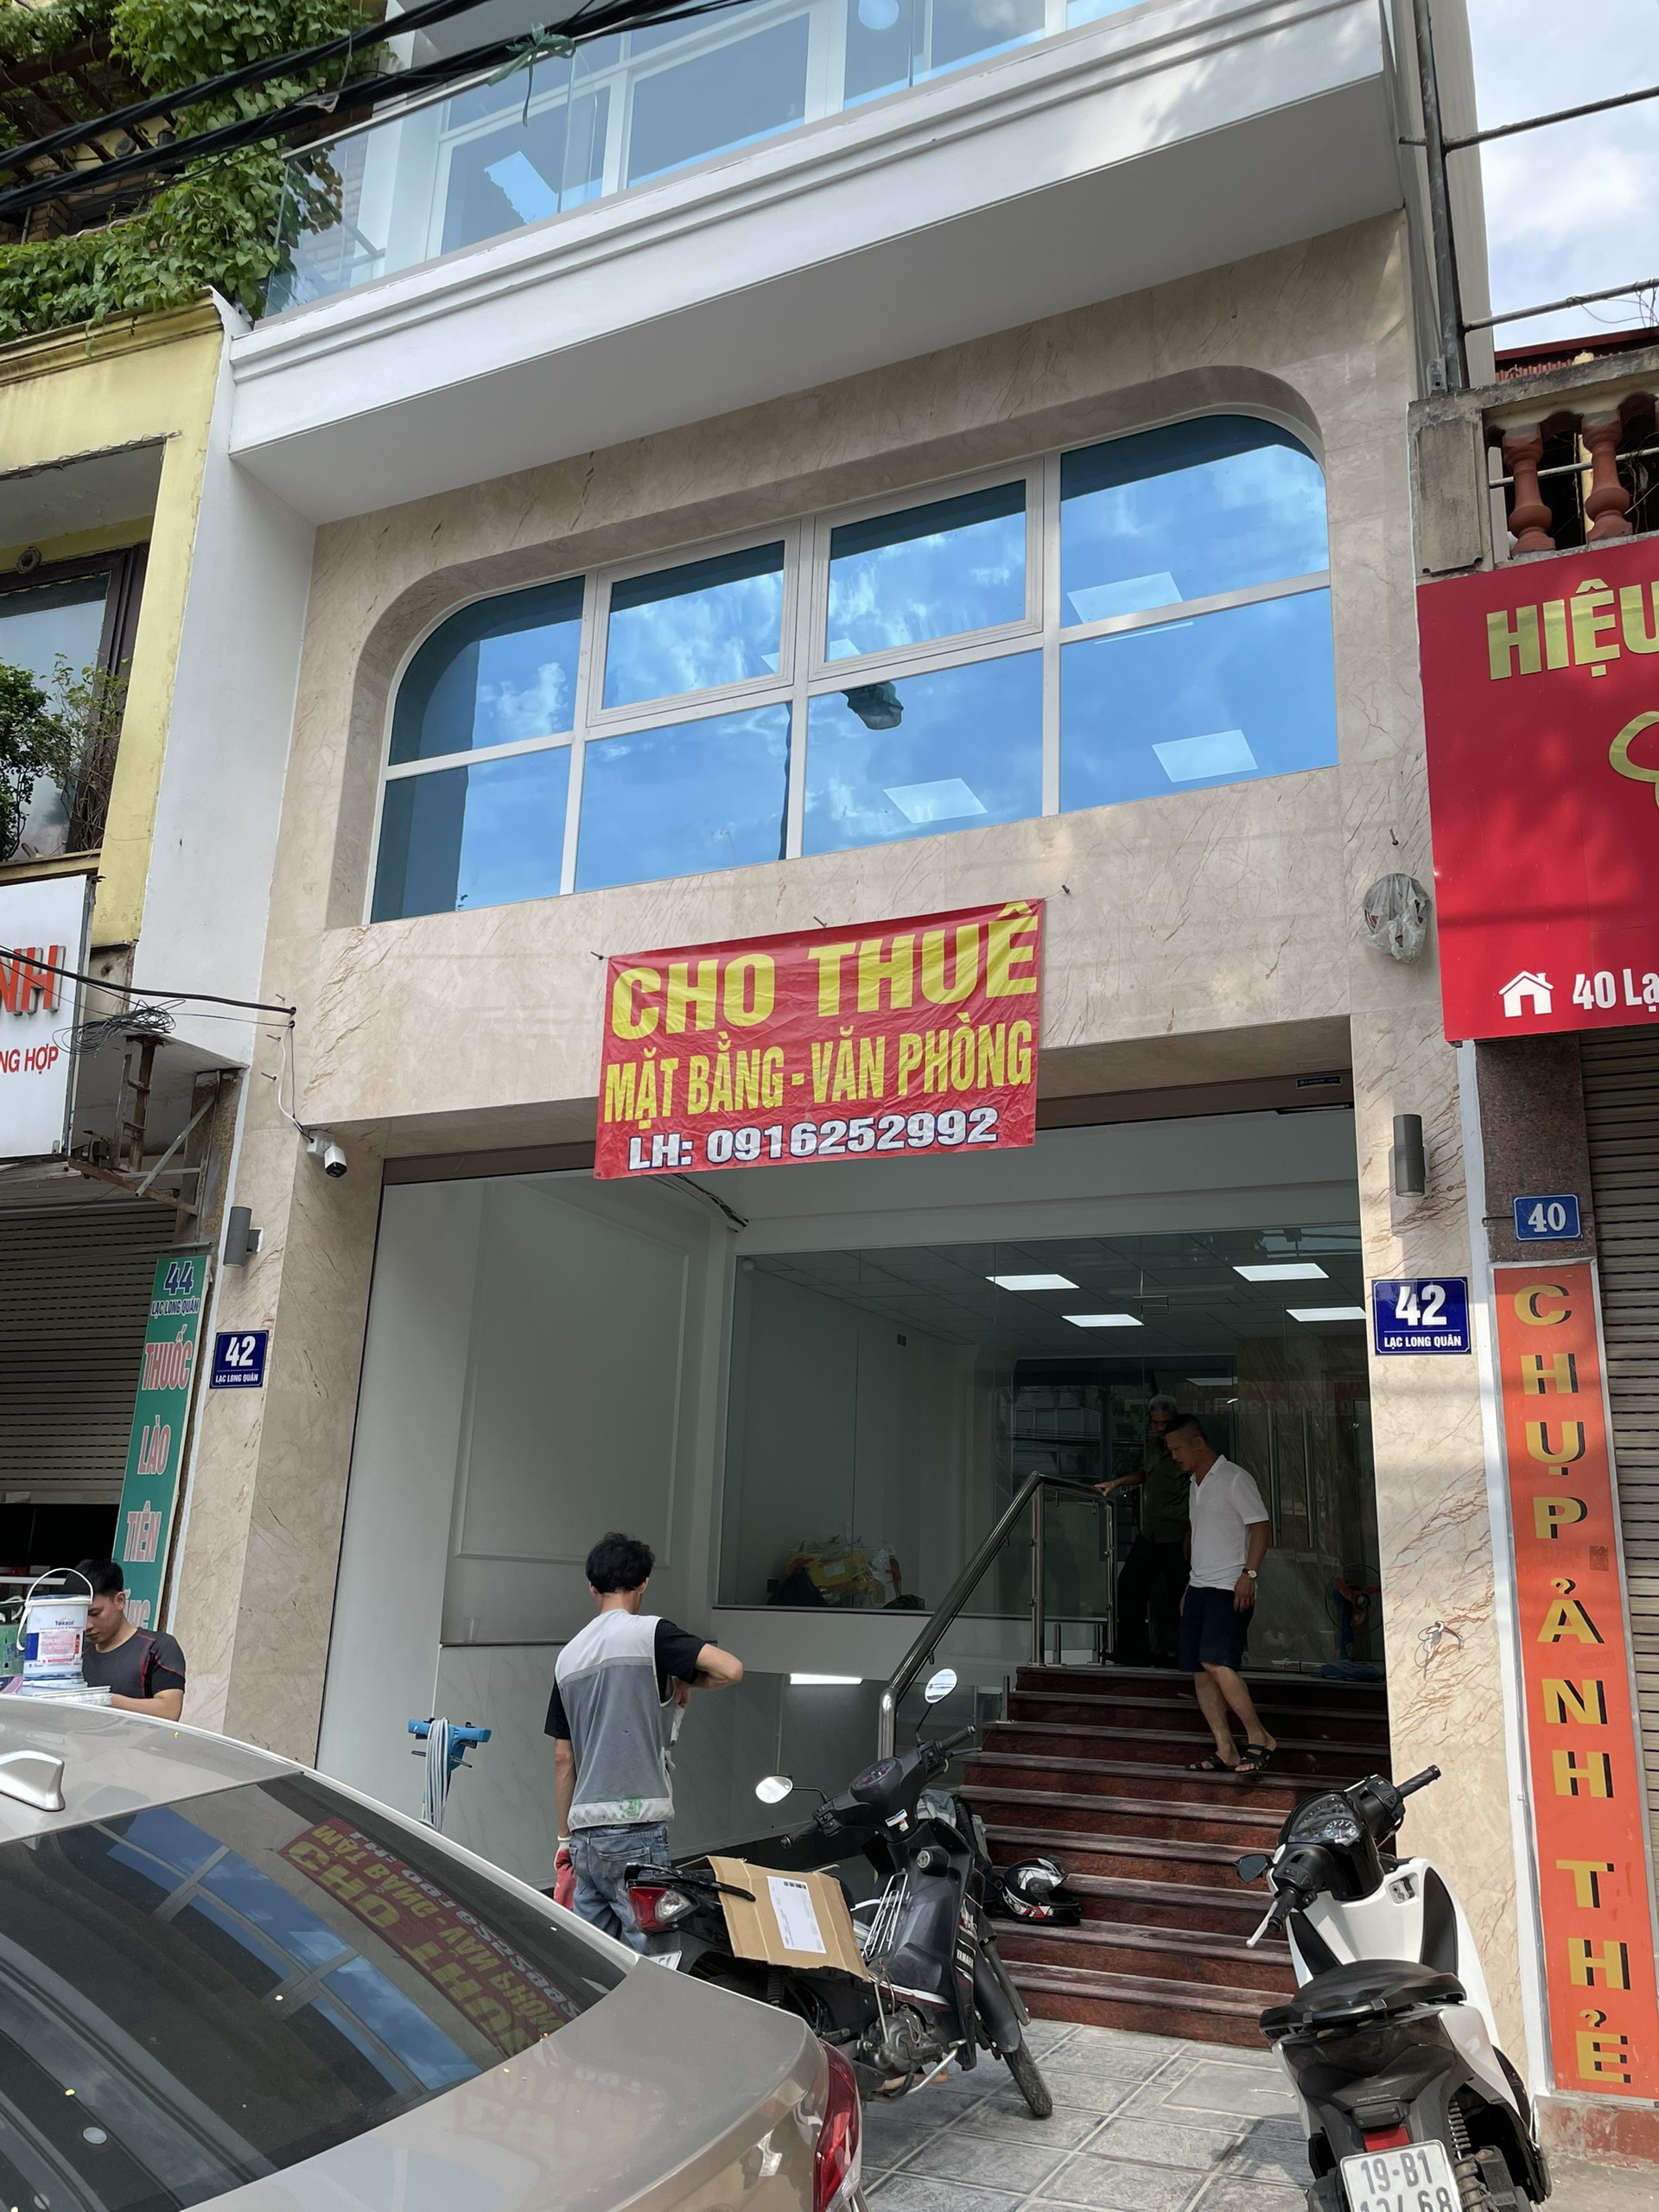 CHO THUÊ
MẶT BẰNG - VĂN PHÒNG
LH: 0916252992
42
LẠC LONG QUÂN
42
LẠC LONG QUÂN
44
LẠC LONG QUÂN
THUỐC
LÀO
TIÊN
NH
NG HỢP
HIỆU
40 Lạ
40
CHỤP ẢNH THẺ
19-B1
YAMAHA